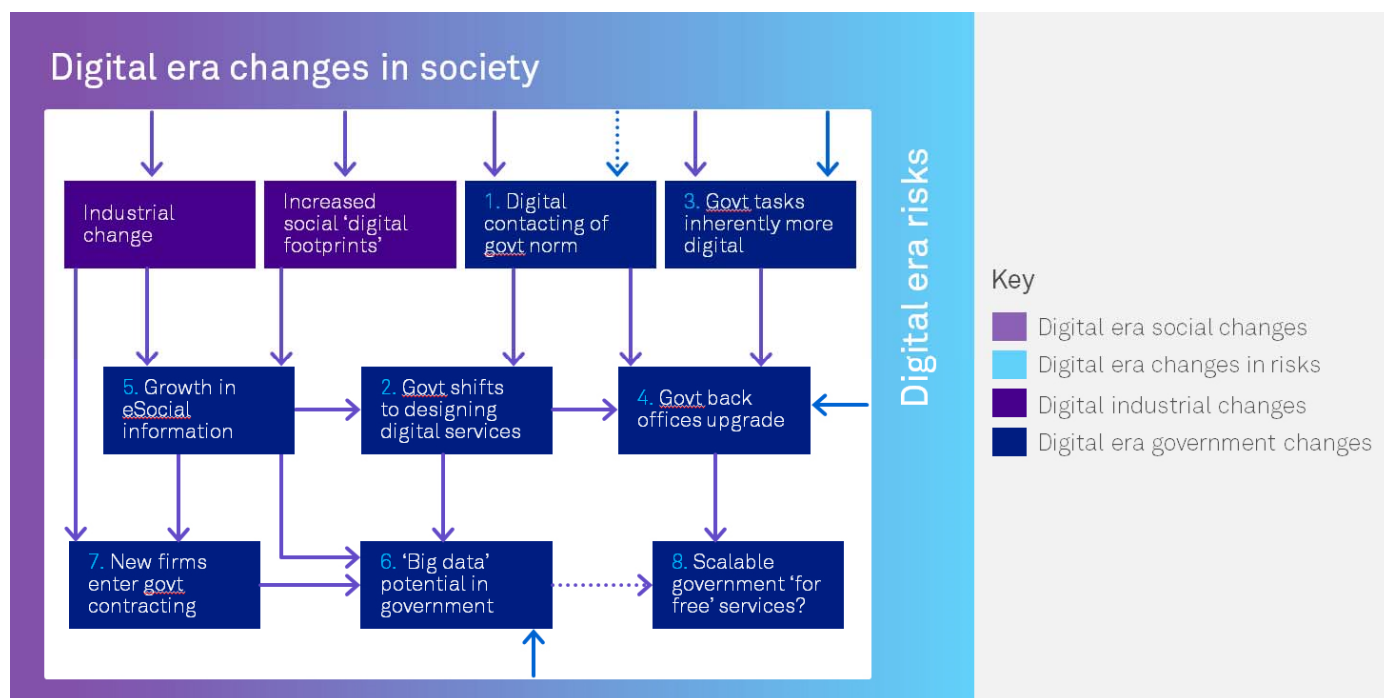 Digital era changes in society
Industrial
change
Increased
social ‘digital
footprints’
1. Digital
contacting of
govt norm
3. Govt tasks
inherently more
digital
5. Growth in
eSocial
information
2. Govt shifts
to designing
digital services
4. Govt back
offices upgrade
7. New firms
enter govt
contracting
6. ‘Big data’
potential in
government
8. Scalable
government ‘for
free’ services?
Digital era risks
Key
Digital era social changes
Digital era changes in risks
Digital industrial changes
Digital era government changes